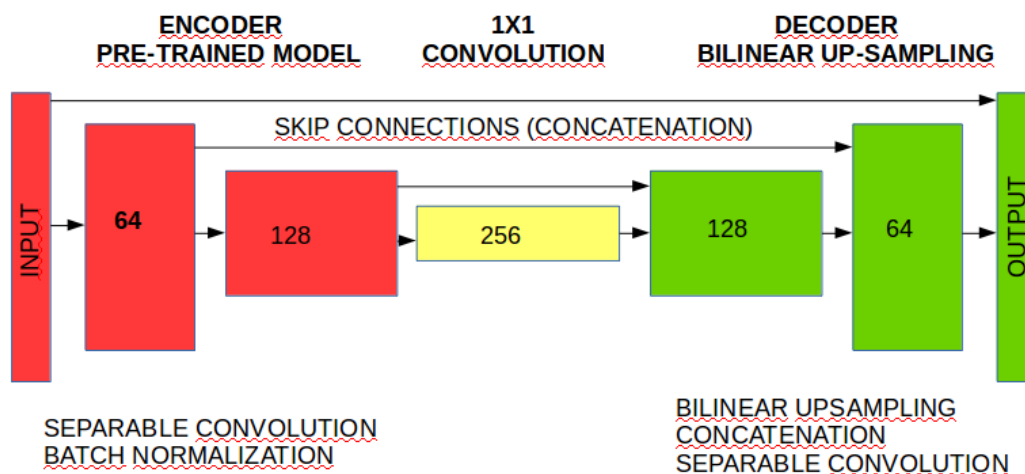 ENCODER
PRE-TRAINED MODEL
1X1
CONVOLUTION
DECODER
BILINEAR UP-SAMPLING
SKIP CONNECTIONS (CONCATENATION)
INPUT
64
128
256
128
64
OUTPUT
SEPARABLE CONVOLUTION
BATCH NORMALIZATION
BILINEAR UPSAMPLING
CONCATENATION
SEPARABLE CONVOLUTION